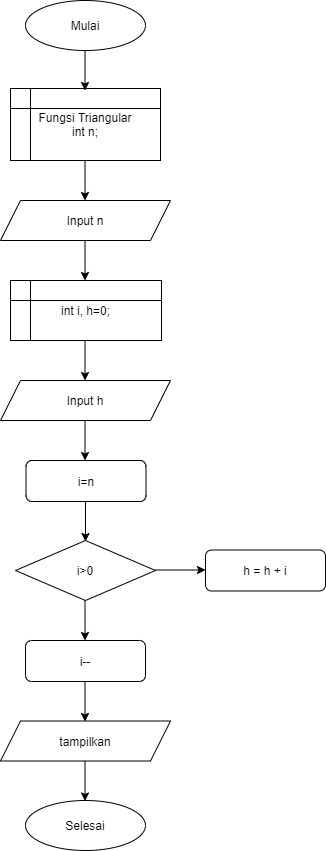 Mulai
Fungsi Triangular
int n;
Input n
int i, h=0;
Input h
i=n
i>0
h = h + i
i--
tampilkan
Selesai